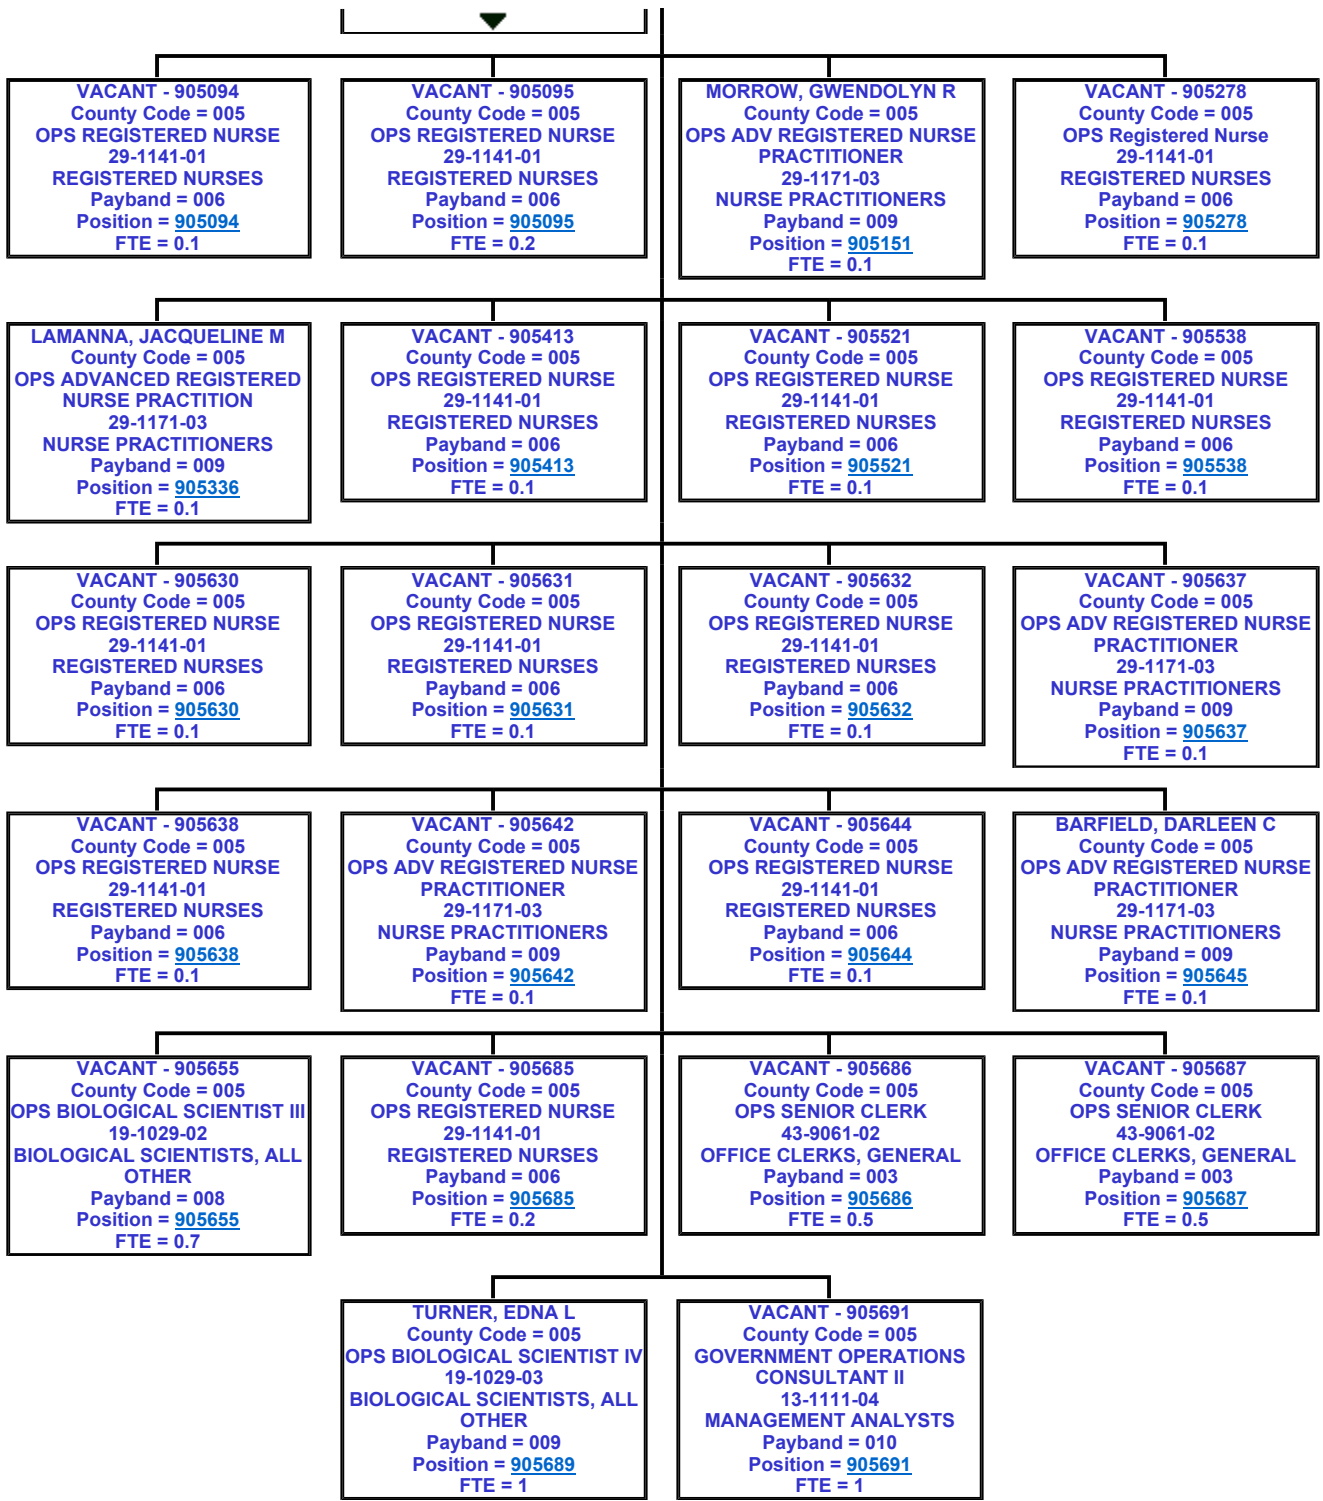 VACANT - 905094
County Code = 005
OPS REGISTERED NURSE
29-1141-01
REGISTERED NURSES
Payband = 006
Position = 905094
FTE = 0.1
VACANT - 905095
County Code = 005
OPS REGISTERED NURSE
29-1141-01
REGISTERED NURSES
Payband = 006
Position = 905095
FTE = 0.2
MORROW, GWENDOLYN R
County Code = 005
OPS ADV REGISTERED NURSE
PRACTITIONER
29-1171-03
NURSE PRACTITIONERS
Payband = 009
Position = 905151
FTE = 0.1
VACANT - 905278
County Code = 005
OPS Registered Nurse
29-1141-01
REGISTERED NURSES
Payband = 006
Position = 905278
FTE = 0.1
LAMANNA, JACQUELINE M
County Code = 005
OPS ADVANCED REGISTERED
NURSE PRACTITION
29-1171-03
NURSE PRACTITIONERS
Payband = 009
Position = 905336
FTE = 0.1
VACANT - 905413
County Code = 005
OPS REGISTERED NURSE
29-1141-01
REGISTERED NURSES
Payband = 006
Position = 905413
FTE = 0.1
VACANT - 905521
County Code = 005
OPS REGISTERED NURSE
29-1141-01
REGISTERED NURSES
Payband = 006
Position = 905521
FTE = 0.1
VACANT - 905538
County Code = 005
OPS REGISTERED NURSE
29-1141-01
REGISTERED NURSES
Payband = 006
Position = 905538
FTE = 0.1
VACANT - 905630
County Code = 005
OPS REGISTERED NURSE
29-1141-01
REGISTERED NURSES
Payband = 006
Position = 905630
FTE = 0.1
VACANT - 905631
County Code = 005
OPS REGISTERED NURSE
29-1141-01
REGISTERED NURSES
Payband = 006
Position = 905631
FTE = 0.1
VACANT - 905632
County Code = 005
OPS REGISTERED NURSE
29-1141-01
REGISTERED NURSES
Payband = 006
Position = 905632
FTE = 0.1
VACANT - 905637
County Code = 005
OPS ADV REGISTERED NURSE
PRACTITIONER
29-1171-03
NURSE PRACTITIONERS
Payband = 009
Position = 905637
FTE = 0.1
VACANT - 905638
County Code = 005
OPS REGISTERED NURSE
29-1141-01
REGISTERED NURSES
Payband = 006
Position = 905638
FTE = 0.1
VACANT - 905642
County Code = 005
OPS ADV REGISTERED NURSE
PRACTITIONER
29-1171-03
NURSE PRACTITIONERS
Payband = 009
Position = 905642
FTE = 0.1
VACANT - 905644
County Code = 005
OPS REGISTERED NURSE
29-1141-01
REGISTERED NURSES
Payband = 006
Position = 905644
FTE = 0.1
BARFIELD, DARLEEN C
County Code = 005
OPS ADV REGISTERED NURSE
PRACTITIONER
29-1171-03
NURSE PRACTITIONERS
Payband = 009
Position = 905645
FTE = 0.1
VACANT - 905655
County Code = 005
OPS BIOLOGICAL SCIENTIST III
19-1029-02
BIOLOGICAL SCIENTISTS, ALL
OTHER
Payband = 008
Position = 905655
FTE = 0.7
VACANT - 905685
County Code = 005
OPS REGISTERED NURSE
29-1141-01
REGISTERED NURSES
Payband = 006
Position = 905685
FTE = 0.2
VACANT - 905686
County Code = 005
OPS SENIOR CLERK
43-9061-02
OFFICE CLERKS, GENERAL
Payband = 003
Position = 905686
FTE = 0.5
VACANT - 905687
County Code = 005
OPS SENIOR CLERK
43-9061-02
OFFICE CLERKS, GENERAL
Payband = 003
Position = 905687
FTE = 0.5
TURNER, EDNA L
County Code = 005
OPS BIOLOGICAL SCIENTIST IV
19-1029-03
BIOLOGICAL SCIENTISTS, ALL
OTHER
Payband = 009
Position = 905689
FTE = 1
VACANT - 905691
County Code = 005
GOVERNMENT OPERATIONS
CONSULTANT II
13-1111-04
MANAGEMENT ANALYSTS
Payband = 010
Position = 905691
FTE = 1